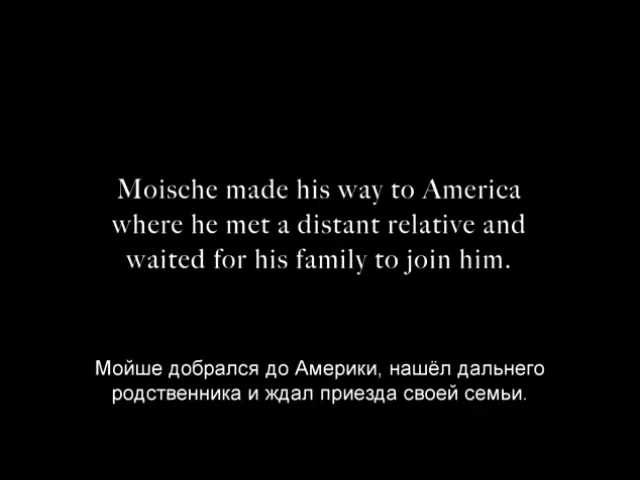 Moische made his way to America
where he met a distant relative and
waited for his family to join him.
Мойше добрался до Америки, нашёл дальнего
родственника и ждал приезда своей семьи.